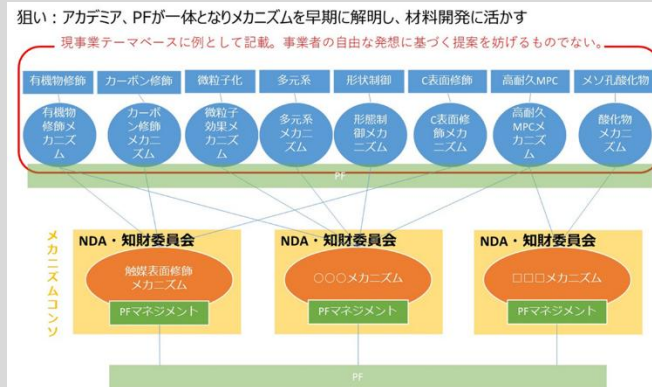 狙い：アカデミア、PFが一体となりメカニズムを早期に解明し、材料開発に活かす
現事業テーマベースに例として記載。事業者の自由な発想に基づく提案を妨げるものでない。
有機物修飾
カーボン修飾
微粒子化
多元系
形状制御
C表面修飾
高耐久MPC
メソ孔酸化物
有機物
修飾メカ
ニズム
カーボ
ン修飾メ
カニズム
微粒子
効果メカ
ニズム
多元系
メカニズ
ム
形態制
御メカニ
ズム
C表面修
飾メカニ
ズム
高耐久
MPCメカ
ニズム
酸化物
メカニズ
ム
PF
メカニズムコンソ
NDA・知財委員会
触媒表面修飾
メカニズム
PFマネジメント
NDA・知財委員会
○○○メカニズム
PFマネジメント
NDA・知財委員会
□□□メカニズム
PFマネジメント
PF